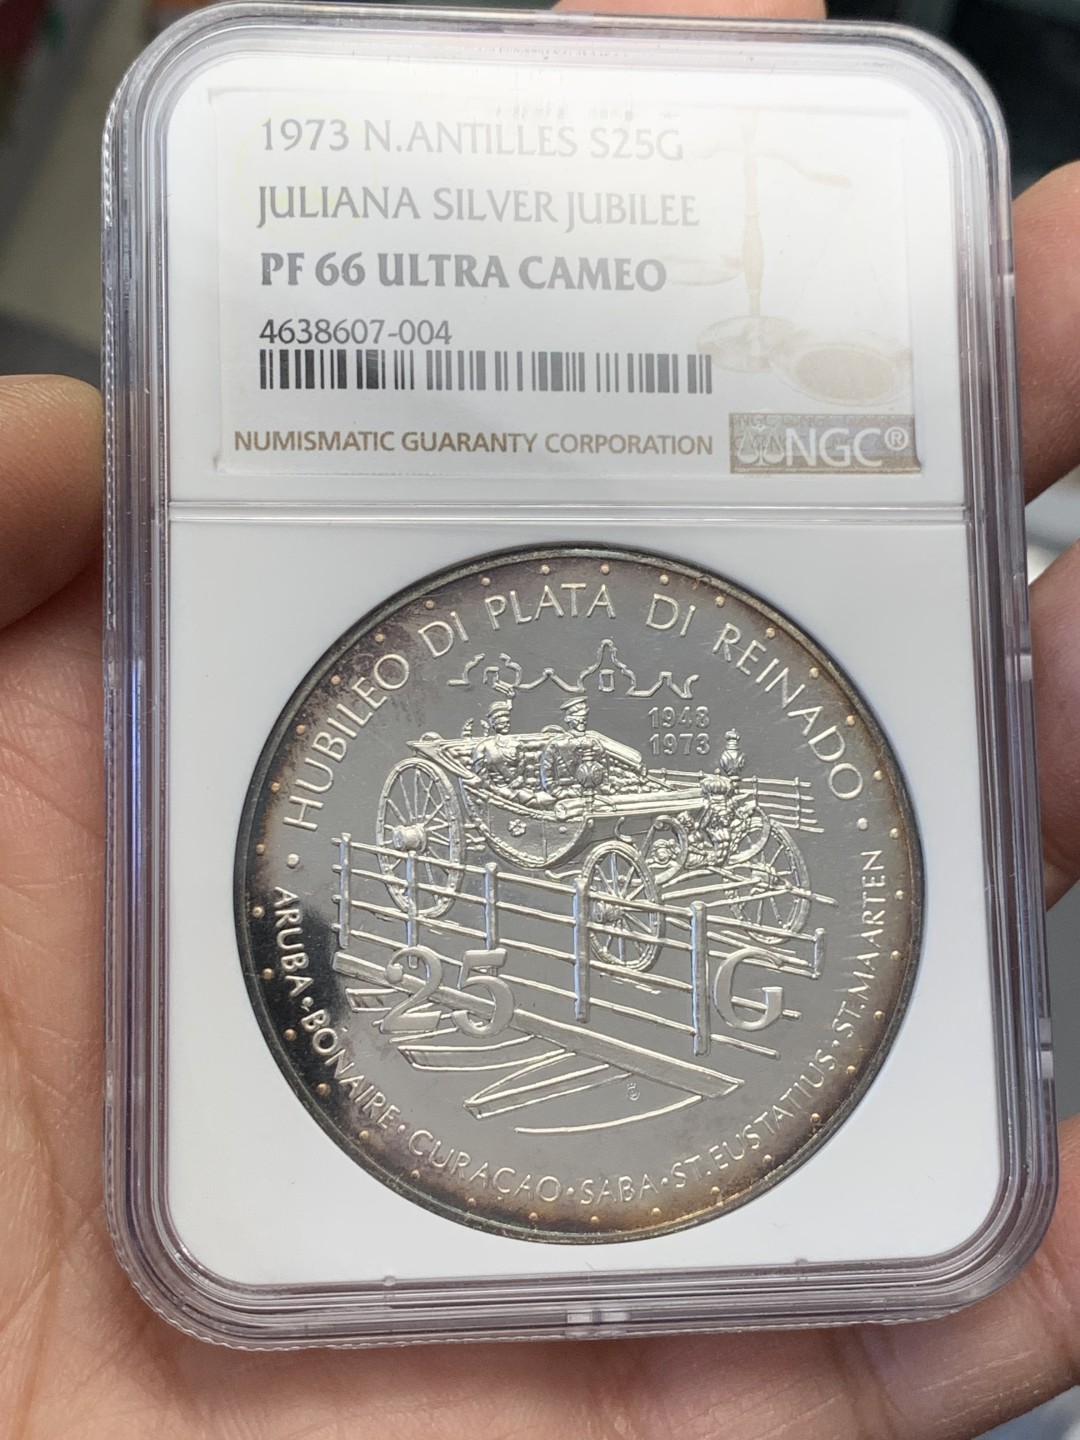 1973 N.ANTILLES S25G
JULIANA SILVER JUBILEE
PF 66 ULTRA CAMEO
4638607-004
NUMISMATIC GUARANTY CORPORATION
NGC®
• HUBILEO DI PLATA DI REINADO •
1948
1973
25 G
ARUBA • BONAIRE • CURAÇAO • SABA • ST. EUSTATIUS • ST. MAARTEN